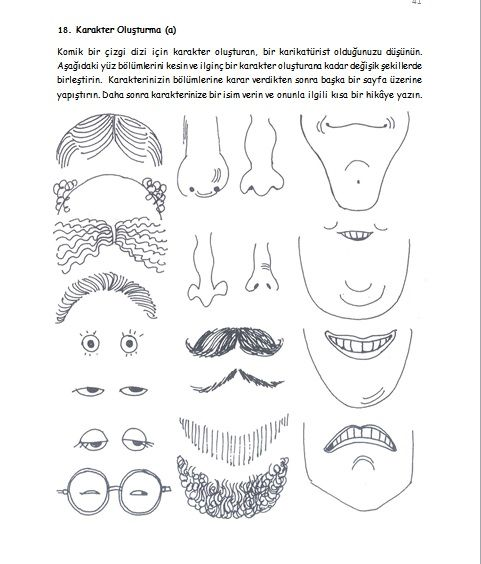 41
18. Karakter Oluşturma (a)
Komik bir çizgi dizi için karakter oluşturan, bir karikatürist olduğunuzu düşünün.
Aşağıdaki yüz bölümlerini kesin ve ilginç bir karakter oluşturana kadar değişik şekillerde
birleştirin. Karakterinizin bölümlerine karar verdikten sonra başka bir sayfa üzerine
yapıştırın. Daha sonra karakterinize bir isim verin ve onunla ilgili kısa bir hikâye yazın.